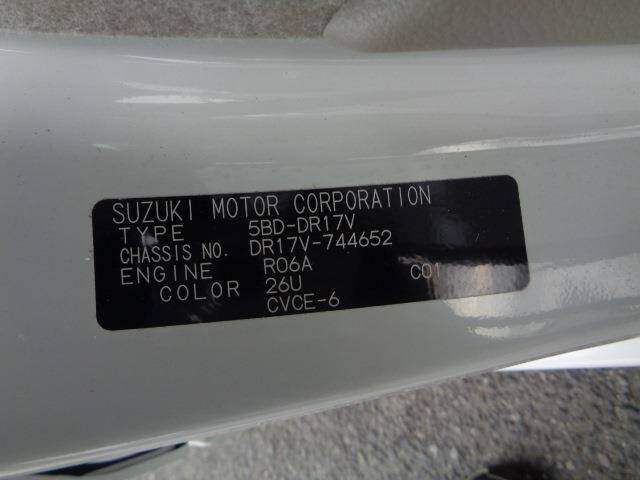 SUZUKI MOTOR CORPORATION
TYPE 5BD-DR17V
CHASSIS NO. DR17V-744652
ENGINE R06A C01
COLOR 26U
CVCE-6